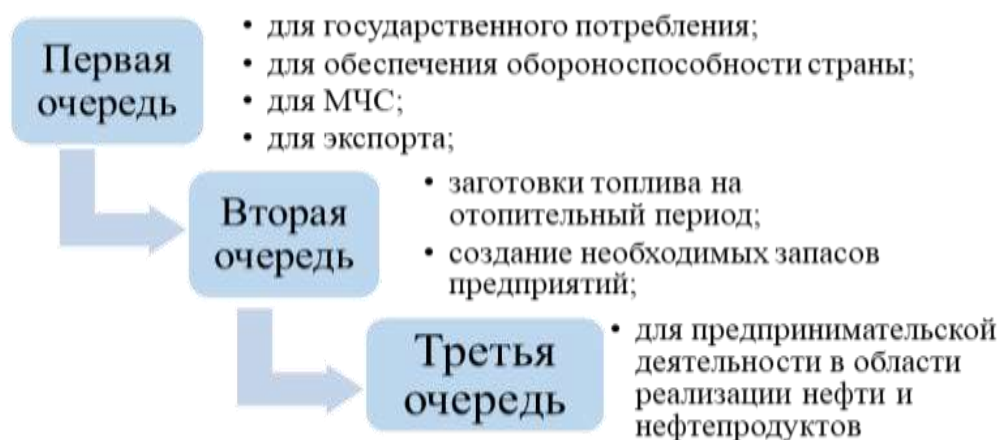 Первая
очередь
• для государственного потребления;
• для обеспечения обороноспособности страны;
• для МЧС;
• для экспорта;
Вторая
очередь
• заготовки топлива на
отопительный период;
• создание необходимых запасов
предприятий;
Третья
очередь
• для предпринимательской
деятельности в области
реализации нефти и
нефтепродуктов